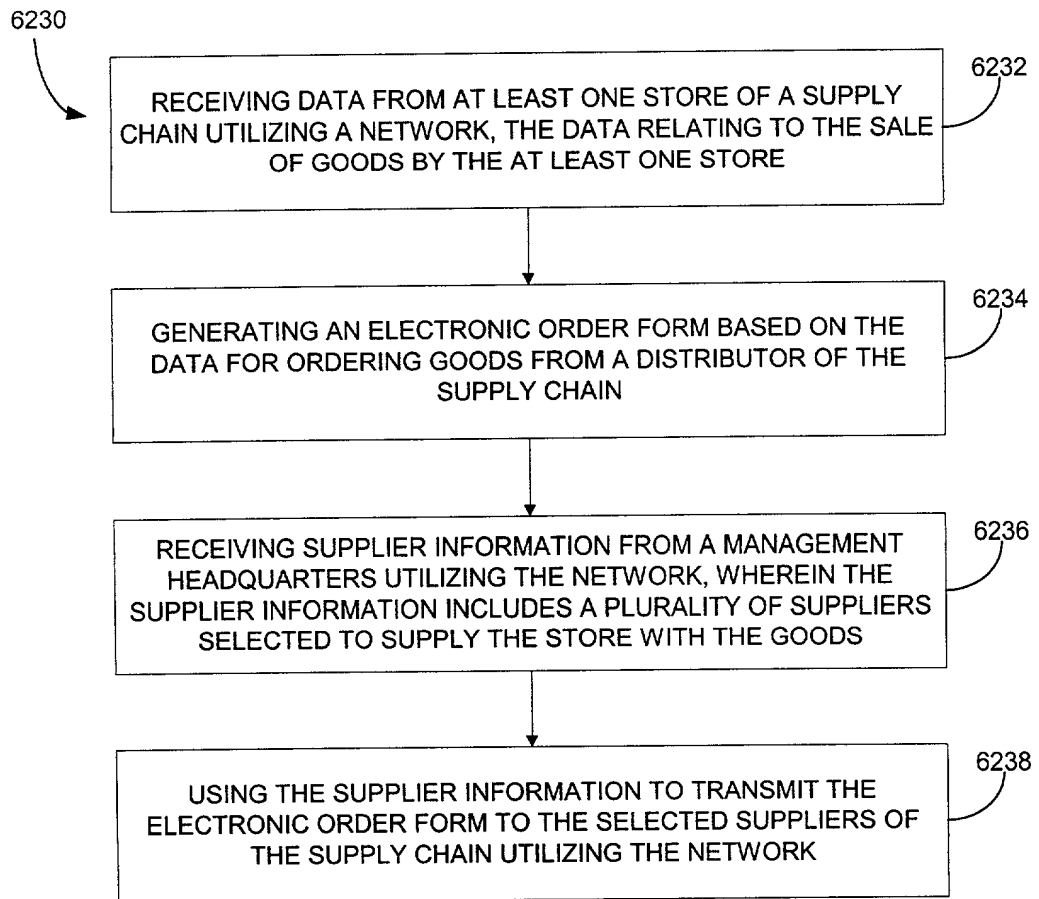 6230
6232
RECEIVING DATA FROM AT LEAST ONE STORE OF A SUPPLY
CHAIN UTILIZING A NETWORK, THE DATA RELATING TO THE SALE
OF GOODS BY THE AT LEAST ONE STORE
6234
GENERATING AN ELECTRONIC ORDER FORM BASED ON THE
DATA FOR ORDERING GOODS FROM A DISTRIBUTOR OF THE
SUPPLY CHAIN
6236
RECEIVING SUPPLIER INFORMATION FROM A MANAGEMENT
HEADQUARTERS UTILIZING THE NETWORK, WHEREIN THE
SUPPLIER INFORMATION INCLUDES A PLURALITY OF SUPPLIERS
SELECTED TO SUPPLY THE STORE WITH THE GOODS
6238
USING THE SUPPLIER INFORMATION TO TRANSMIT THE
ELECTRONIC ORDER FORM TO THE SELECTED SUPPLIERS OF
THE SUPPLY CHAIN UTILIZING THE NETWORK